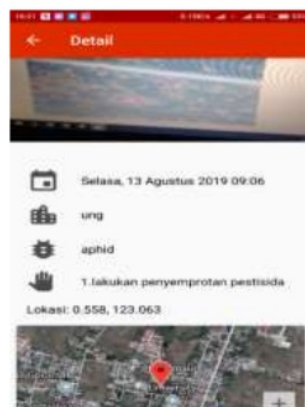 Detail
Selasa, 13 Agustus 2019 09:06
ung
aphid
1.lakukan penyemprotan pestisida
Lokasi: 0.558, 123.063